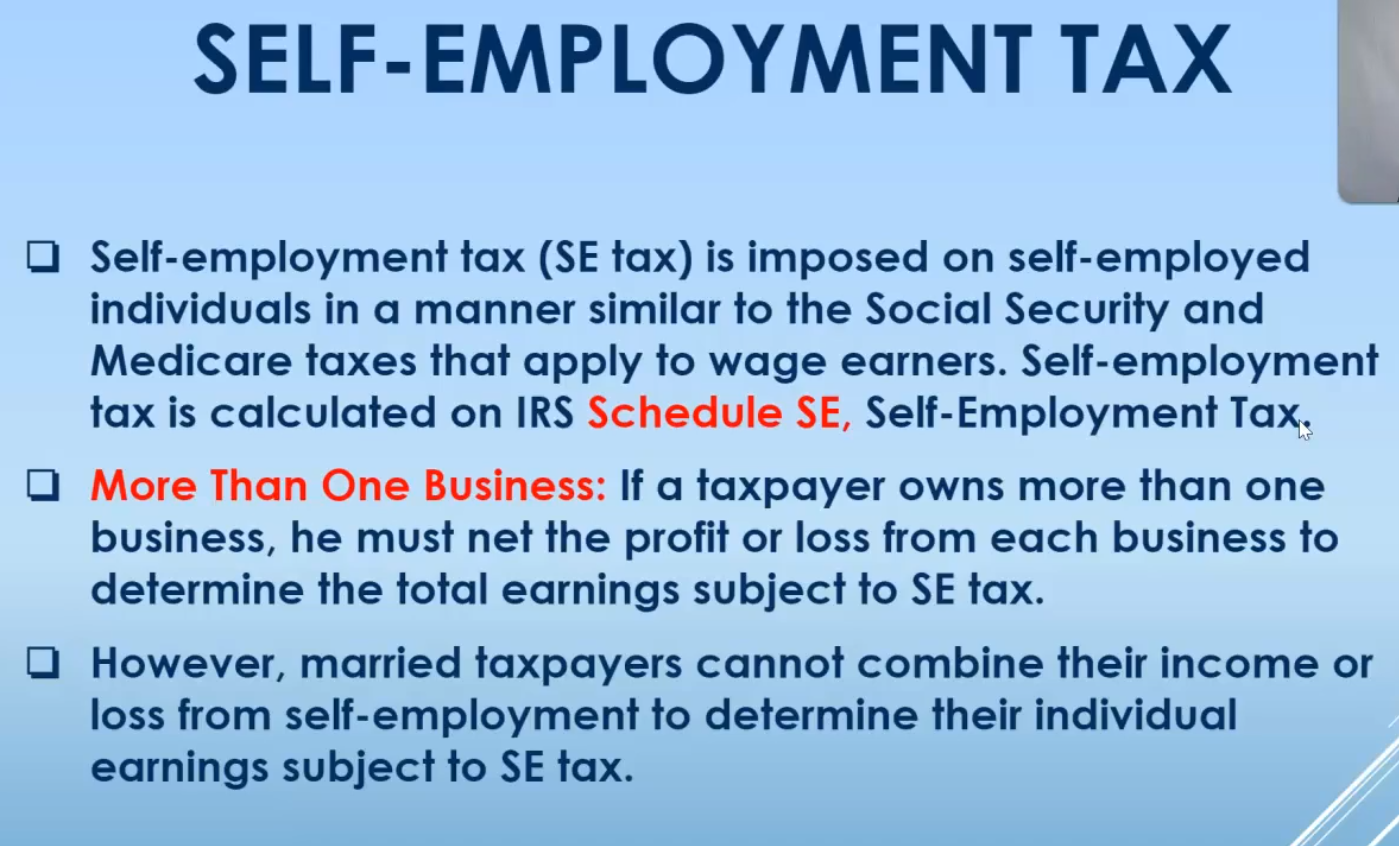 SELF-EMPLOYMENT TAX
❑ Self-employment tax (SE tax) is imposed on self-employed
individuals in a manner similar to the Social Security and
Medicare taxes that apply to wage earners. Self-employment
tax is calculated on IRS Schedule SE, Self-Employment Tax.
❑ More Than One Business: If a taxpayer owns more than one
business, he must net the profit or loss from each business to
determine the total earnings subject to SE tax.
❑ However, married taxpayers cannot combine their income or
loss from self-employment to determine their individual
earnings subject to SE tax.